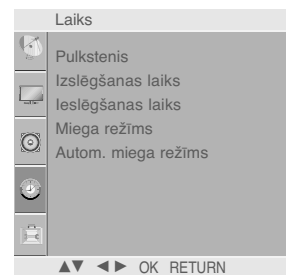 Laiks
Pulkstenis
Izslēgšanas laiks
Ieslēgšanas laiks
Miega režīms
Autom. miega režīms
▲▼ ◄► OK RETURN